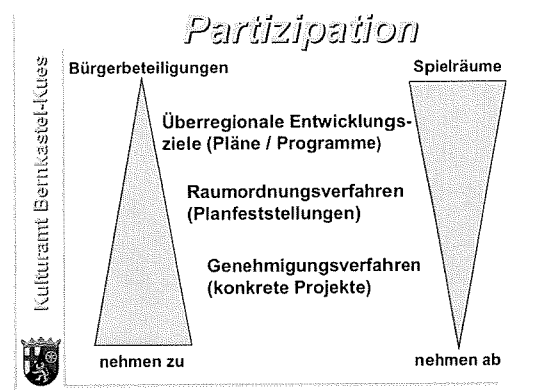 Partizipation
Kulturamt Bernkastel-Kues
Bürgerbeteiligungen
Spielräume
Überregionale Entwicklungs-
ziele (Pläne / Programme)
Raumordnungsverfahren
(Planfeststellungen)
Genehmigungsverfahren
(konkrete Projekte)
nehmen zu
nehmen ab